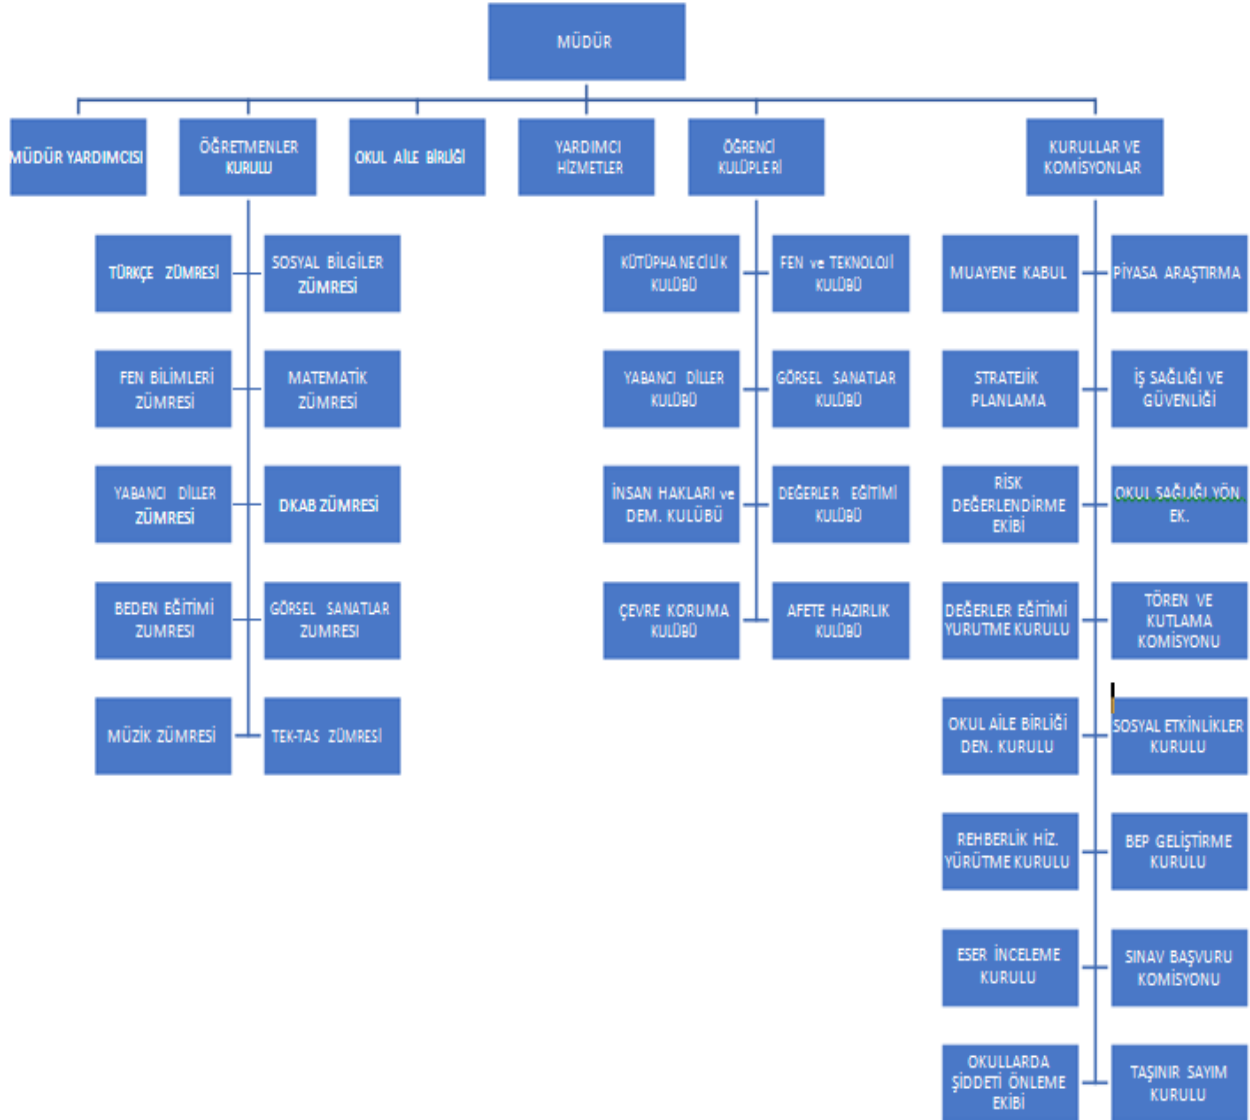 MÜDÜR
MÜDÜR YARDIMCISI
ÖĞRETMENLER
KURULU
OKUL AİLE BİRLİĞİ
YARDIMCI
HİZMETLER
ÖĞRENCİ
KULÜPLERİ
KURULLAR VE
KOMİSYONLAR
TÜRKÇE ZÜMRESİ
SOSYAL BİLGİLER
ZÜMRESİ
FEN BİLİMLERİ
ZÜMRESİ
MATEMATİK
ZÜMRESİ
YABANCI DİLLER
ZÜMRESİ
DKAB ZÜMRESİ
BEDEN EĞİTİMİ
ZUMRESI
GÖRSEL SANATLAR
ZUMRESI
MÜZİK ZÜMRESİ
TEK-TAS ZÜMRESİ
KÜTÜPHANECİLİK
KULÜBÜ
FEN ve TEKNOLOJİ
KULÜBÜ
YABANCI DİLLER
KULÜBÜ
GÖRSEL SANATLAR
KULÜBÜ
İNSAN HAKLARI ve
DEM. KULÜBÜ
DEĞERLER EĞİTİMİ
KULÜBÜ
ÇEVRE KORUMA
KULÜBÜ
AFETE HAZIRLIK
KULÜBÜ
MUAYENE KABUL
PİYASA ARAŞTIRMA
STRATEJİK
PLANLAMA
İŞ SAĞLIĞI VE
GÜVENLİĞİ
RİSK
DEĞERLENDİRME
EKİBİ
OKUL SAĞLIĞI YÖN
EK.
DEĞERLER EĞİTİMİ
YURUTME KURULU
TÖREN VE
KUTLAMA
KOMİSYONU
OKUL AİLE BİRLİĞİ
DEN. KURULU
SOSYAL ETKİNLİKLER
KURULU
REHBERLİK HİZ.
YÜRÜTME KURULU
BEP GELİŞTİRME
KURULU
ESER İNCELEME
KURULU
SINAV BAŞVURU
KOMİSYONU
OKULLARDA
ŞİDDETİ ÖNLEME
EKİBİ
TAŞINIR SAYIM
KURULU